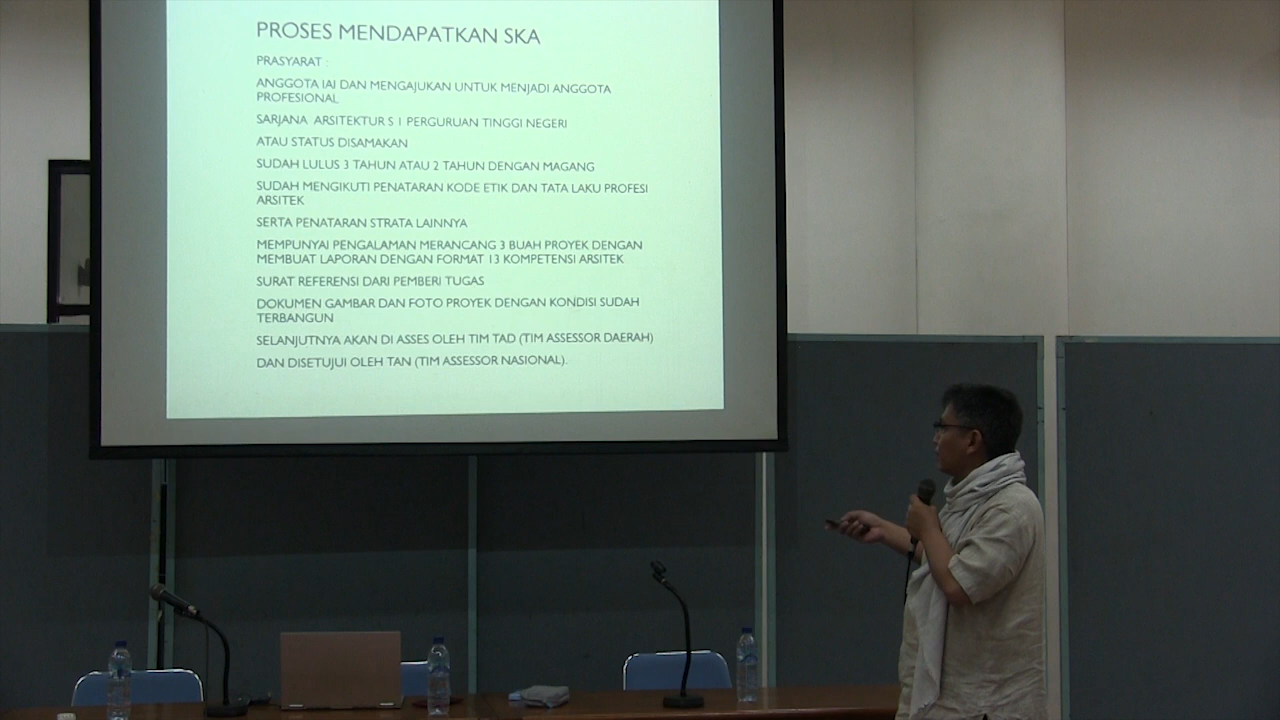 PROSES MENDAPATKAN SKA
PRASYARAT :
ANGGOTA IAI DAN MENGAJUKAN UNTUK MENJADI ANGGOTA
PROFESIONAL
SARJANA ARSITEKTUR S 1 PERGURUAN TINGGI NEGERI
ATAU STATUS DISAMAKAN
SUDAH LULUS 3 TAHUN ATAU 2 TAHUN DENGAN MAGANG
SUDAH MENGIKUTI PENATARAN KODE ETIK DAN TATA LAKU PROFESI
ARSITEK
SERTA PENATARAN STRATA LAINNYA
MEMPUNYAI PENGALAMAN MERANCANG 3 BUAH PROYEK DENGAN
MEMBUAT LAPORAN DENGAN FORMAT 13 KOMPETENSI ARSITEK
SURAT REFERENSI DARI PEMBERI TUGAS
DOKUMEN GAMBAR DAN FOTO PROYEK DENGAN KONDISI SUDAH
TERBANGUN
SELANJUTNYA AKAN DI ASSES OLEH TIM TAD (TIM ASSESSOR DAERAH)
DAN DISETUJUI OLEH TAN (TIM ASSESSOR NASIONAL).